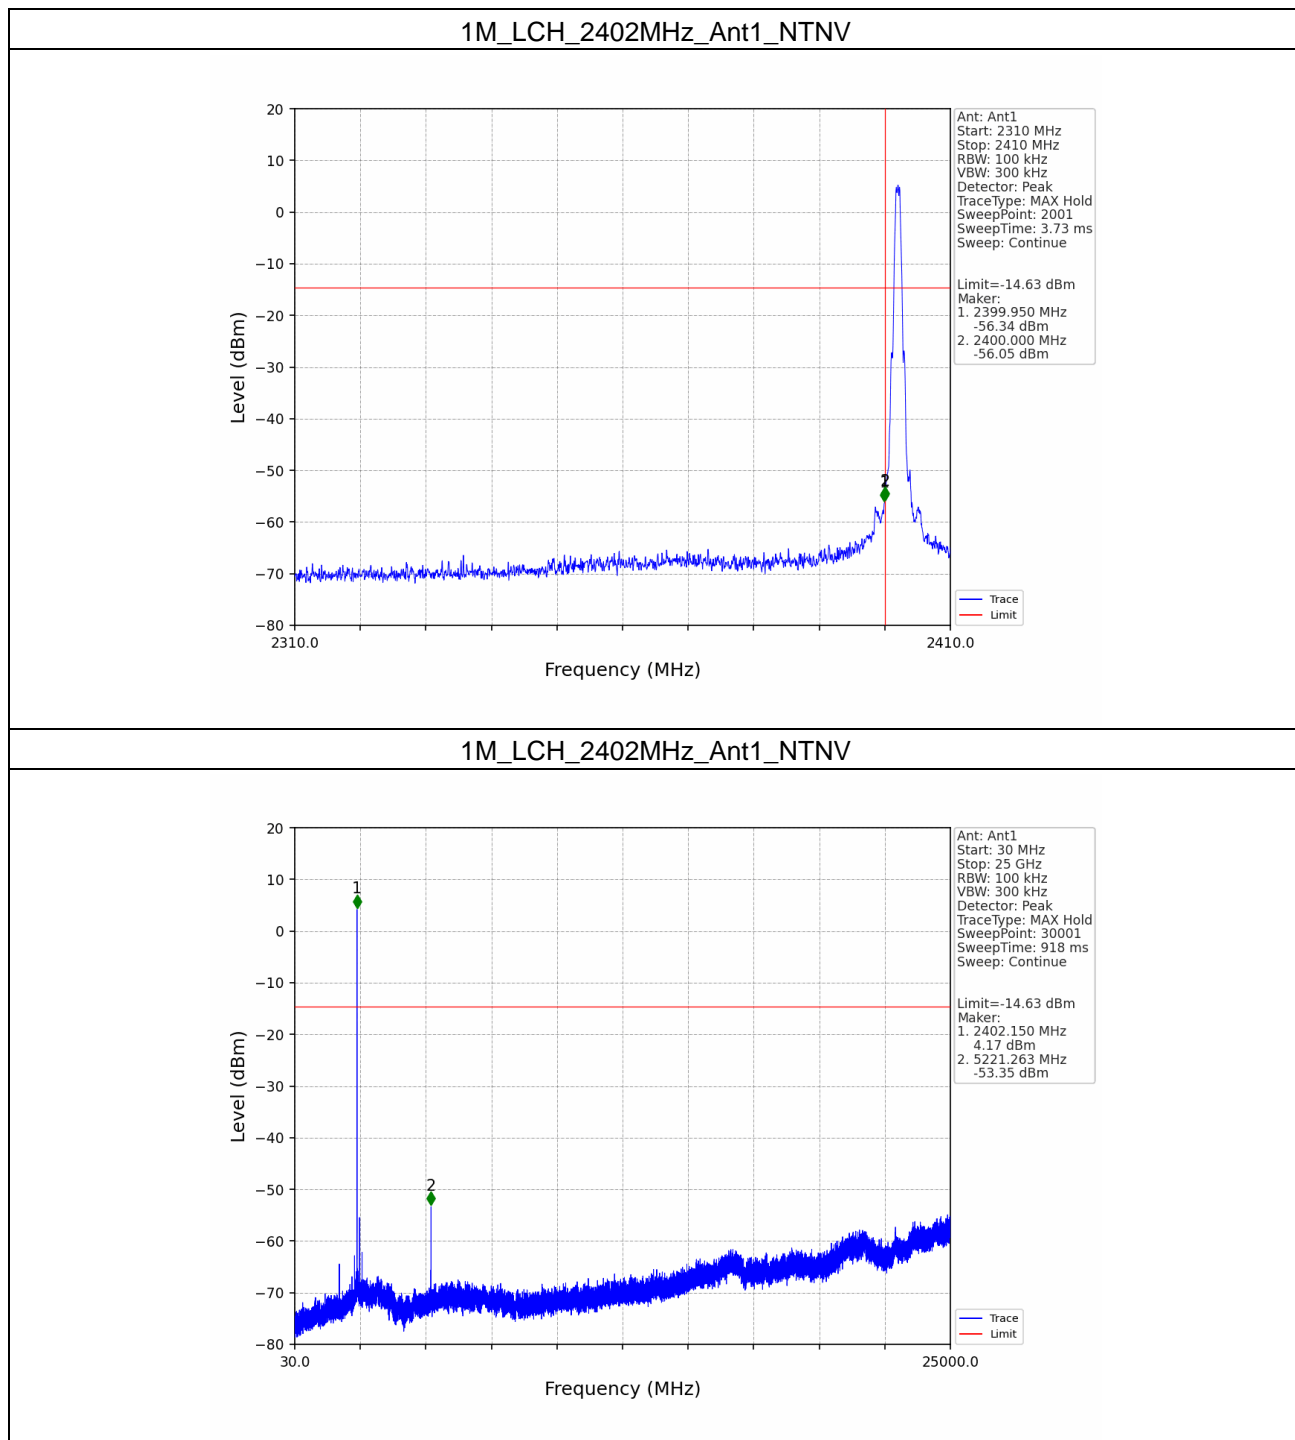 1M_LCH_2402MHz_Ant1_NTNV
20
10
0
−10
−20
−30
−40
−50
−60
−70
−80
Level (dBm)
1
2
2310.0
2410.0
Frequency (MHz)
Ant: Ant1
Start: 2310 MHz
Stop: 2410 MHz
RBW: 100 kHz
VBW: 300 kHz
Detector: Peak
TraceType: MAX Hold
SweepPoint: 2001
SweepTime: 3.73 ms
Sweep: Continue
Limit=-14.63 dBm
Maker:
1. 2399.950 MHz
-56.34 dBm
2. 2400.000 MHz
-56.05 dBm
Trace
Limit
1M_LCH_2402MHz_Ant1_NTNV
20
10
0
−10
−20
−30
−40
−50
−60
−70
−80
Level (dBm)
1
2
30.0
25000.0
Frequency (MHz)
Ant: Ant1
Start: 30 MHz
Stop: 25 GHz
RBW: 100 kHz
VBW: 300 kHz
Detector: Peak
TraceType: MAX Hold
SweepPoint: 30001
SweepTime: 918 ms
Sweep: Continue
Limit=-14.63 dBm
Maker:
1. 2402.150 MHz
4.17 dBm
2. 5221.263 MHz
-53.35 dBm
Trace
Limit